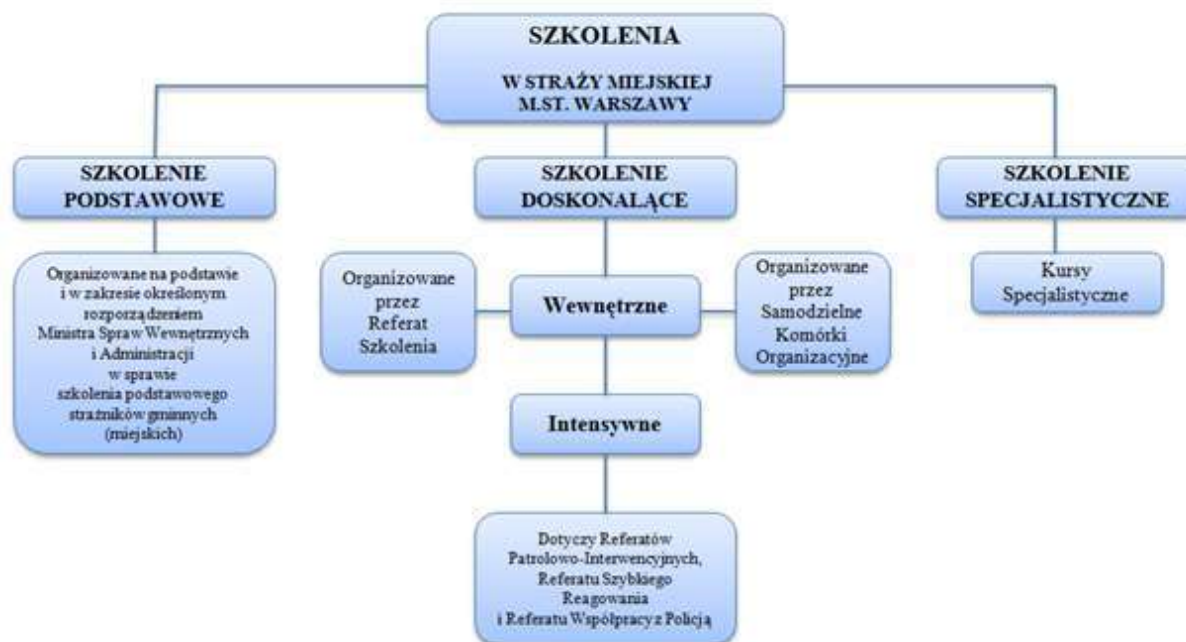 SZKOLENIA
W STRAŻY MIEJSKIEJ
M.ST. WARSZAWY
SZKOLENIE
PODSTAWOWE
Organizowane na podstawie
i w zakresie określonym
rozporządzeniem
Ministra Spraw Wewnętrznych
i Administracji
w sprawie
szkolenia podstawowego
strażników gminnych
(miejskich)
SZKOLENIE
DOSKONALĄCE
Organizowane
przez
Referat
Szkolenia
Wewnętrzne
Organizowane
przez
Samodzielne
Komórki
Organizacyjne
Intensywne
Dotyczy Referatów
Patrolowo-Interwencyjnych,
Referatu Szybkiego
Reagowania
i Referatu Współpracy z Policją
SZKOLENIE
SPECJALISTYCZNE
Kursy
Specjalistyczne